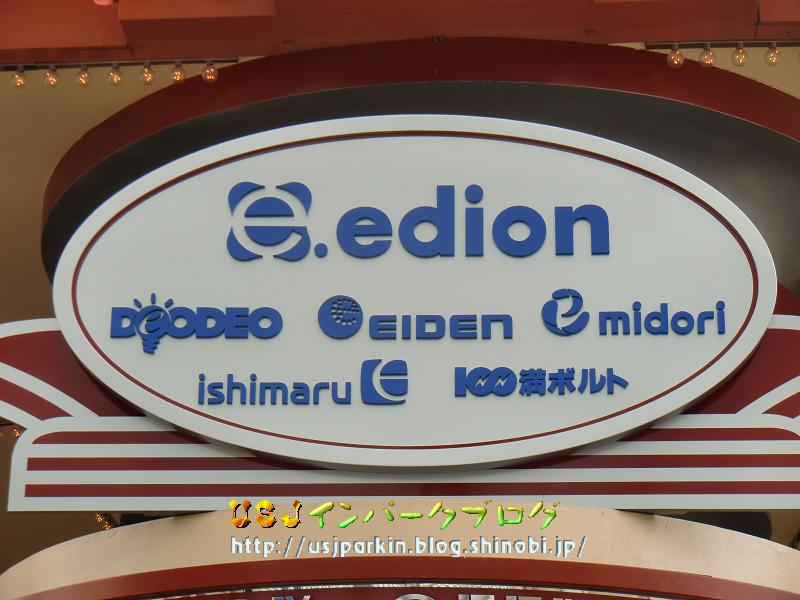 e.edion
DeODEO EIDEN midori
ishimaru 100満ボルト
USJインパークブログ
http://usjparkin.blog.shinobi.jp/